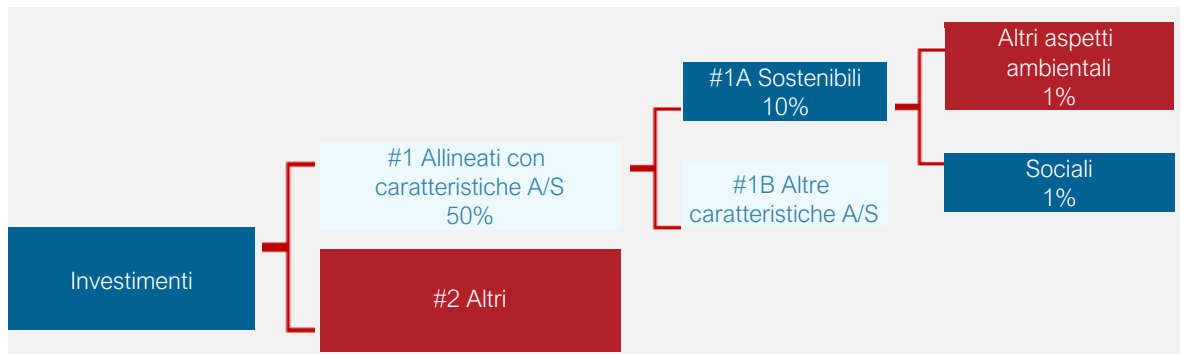 Investimenti
#1 Allineati con
caratteristiche A/S
50%
#2 Altri
#1A Sostenibili
10%
#1B Altre
caratteristiche A/S
Altri aspetti
ambientali
1%
Sociali
1%